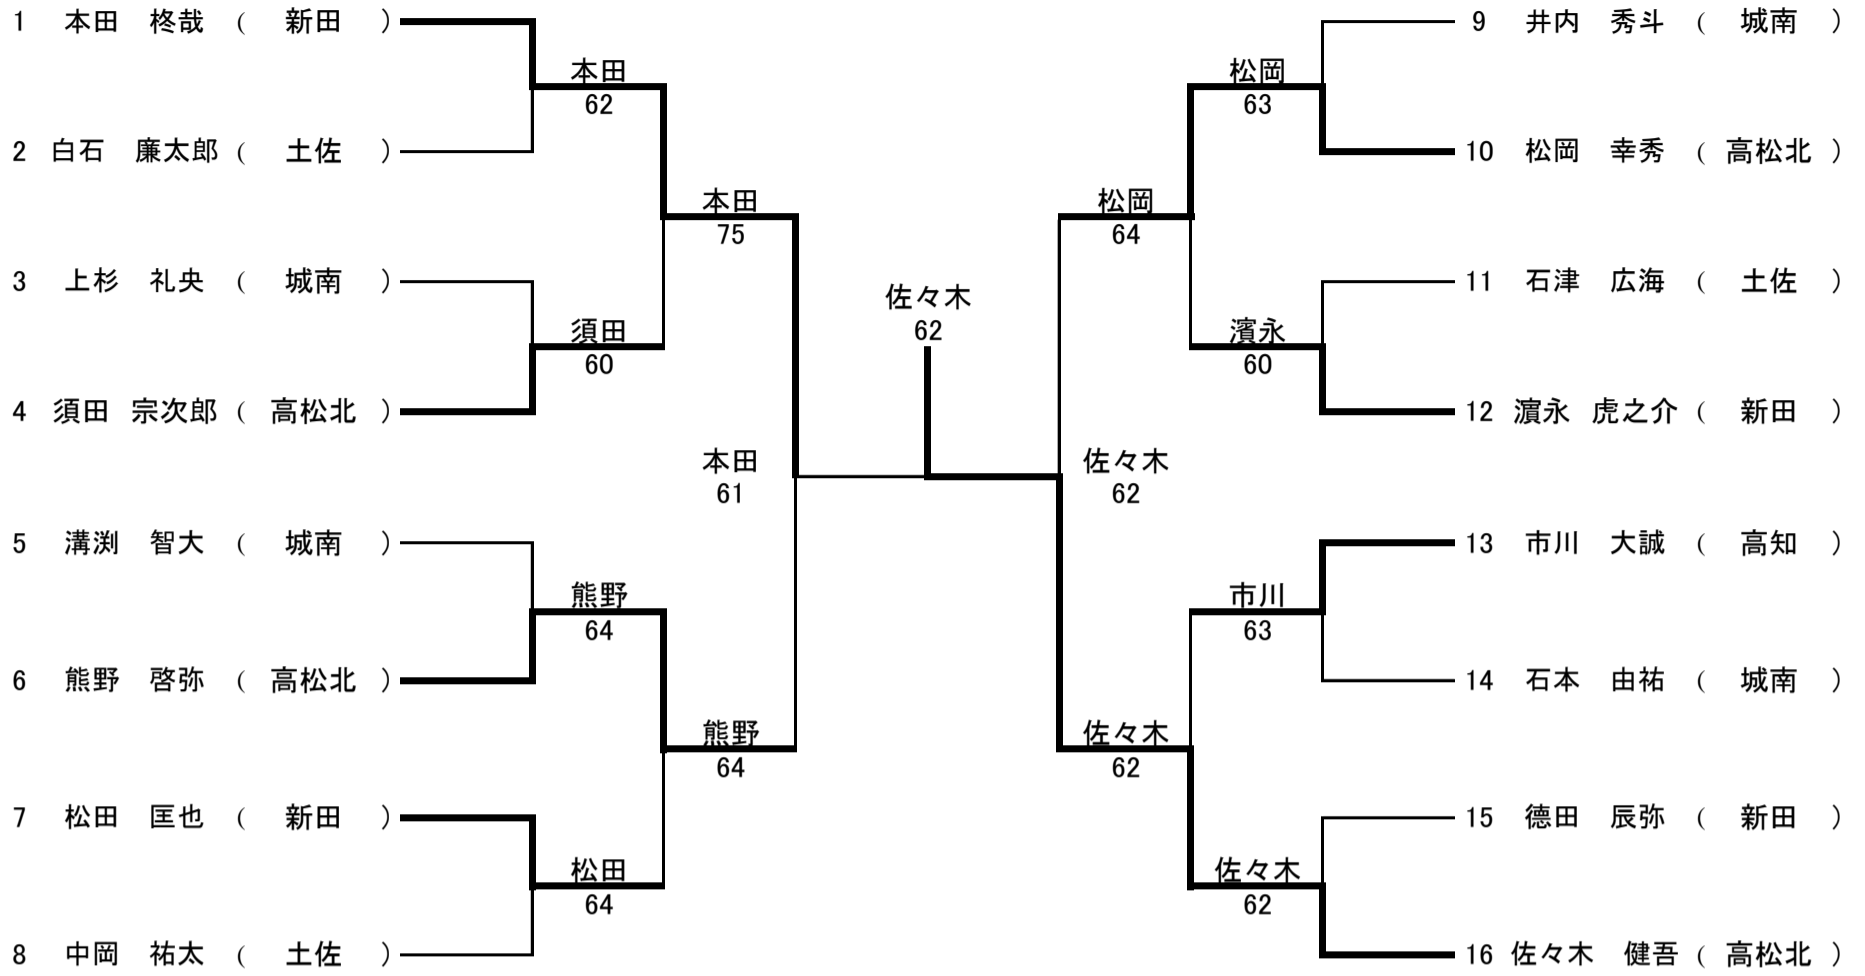 1 本田 柊哉 ( 新田 )
本田
62
2 白石 廉太郎 ( 土佐 )
本田
75
3 上杉 礼央 ( 城南 )
須田
60
4 須田 宗次郎 ( 高松北 )
本田
61
5 溝渕 智大 ( 城南 )
熊野
64
6 熊野 啓弥 ( 高松北 )
熊野
64
7 松田 匡也 ( 新田 )
松田
64
8 中岡 祐太 ( 土佐 )
佐々木
62
9 井内 秀斗 ( 城南 )
松岡
63
10 松岡 幸秀 ( 高松北 )
松岡
64
11 石津 広海 ( 土佐 )
濱永
60
12 濵永 虎之介 ( 新田 )
佐々木
62
13 市川 大誠 ( 高知 )
市川
63
14 石本 由祐 ( 城南 )
佐々木
62
15 德田 辰弥 ( 新田 )
佐々木
62
16 佐々木 健吾 ( 高松北 )